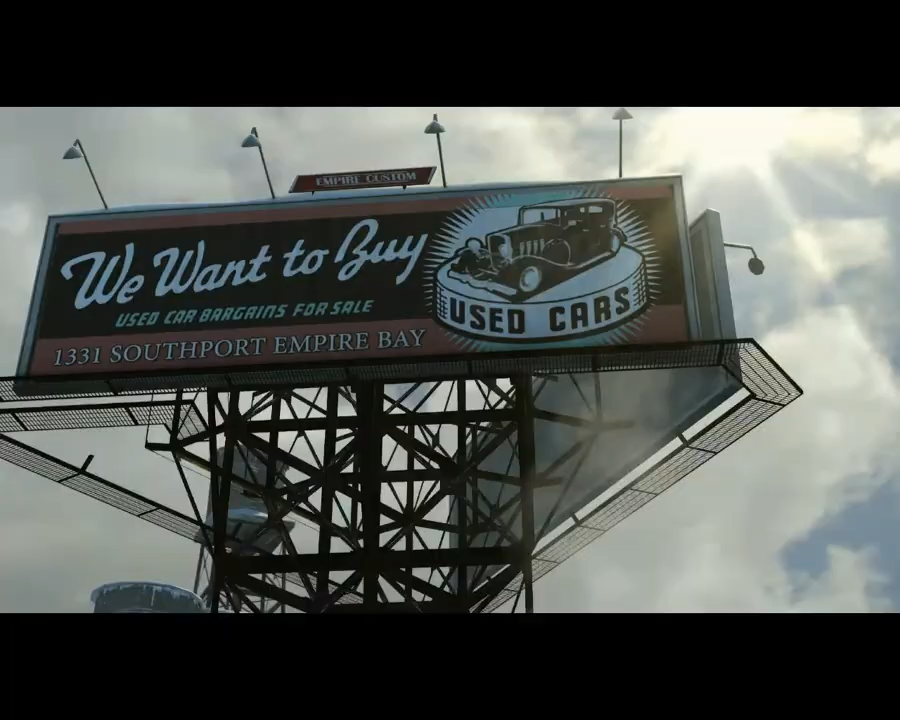 EMPIRE CUSTOM
We Want to Buy
USED CAR BARGAINS FOR SALE
1331 SOUTHPORT EMPIRE BAY
USED CARS